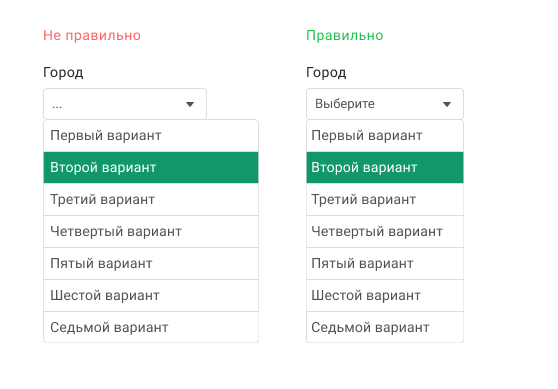 Не правильно
Город
...
Первый вариант
Второй вариант
Третий вариант
Четвертый вариант
Пятый вариант
Шестой вариант
Седьмой вариант
Правильно
Город
Выберите
Первый вариант
Второй вариант
Третий вариант
Четвертый вариант
Пятый вариант
Шестой вариант
Седьмой вариант